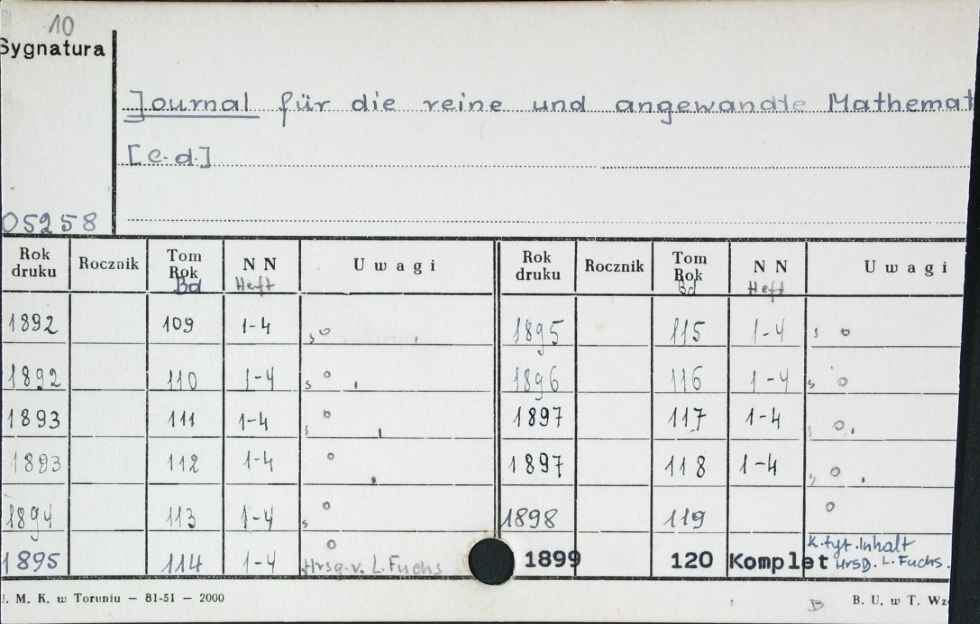 10
Sygnatura
Journal für die reine und angewandte Mathemat
[c.d.]
05258
Rok druku Rocznik Tom Rok Bd NN Heft Uwagi Rok druku Rocznik Tom Rok Bd NN Heft Uwagi
1892 109 1-4 1895 115 1-4
1892 110 1-4 1896 116 1-4
1893 111 1-4 1897 117 1-4
1893 112 1-4 1897 118 1-4
1894 113 1-4 1898 119
1895 114 1-4 Hrsg. v. L. Fuchs 1899 120 Komplet K. tyt. Inhalt Hrsg. L. Fuchs.
M. K. w Toruniu — 81-51 — 2000 B B. U. w T. Wz